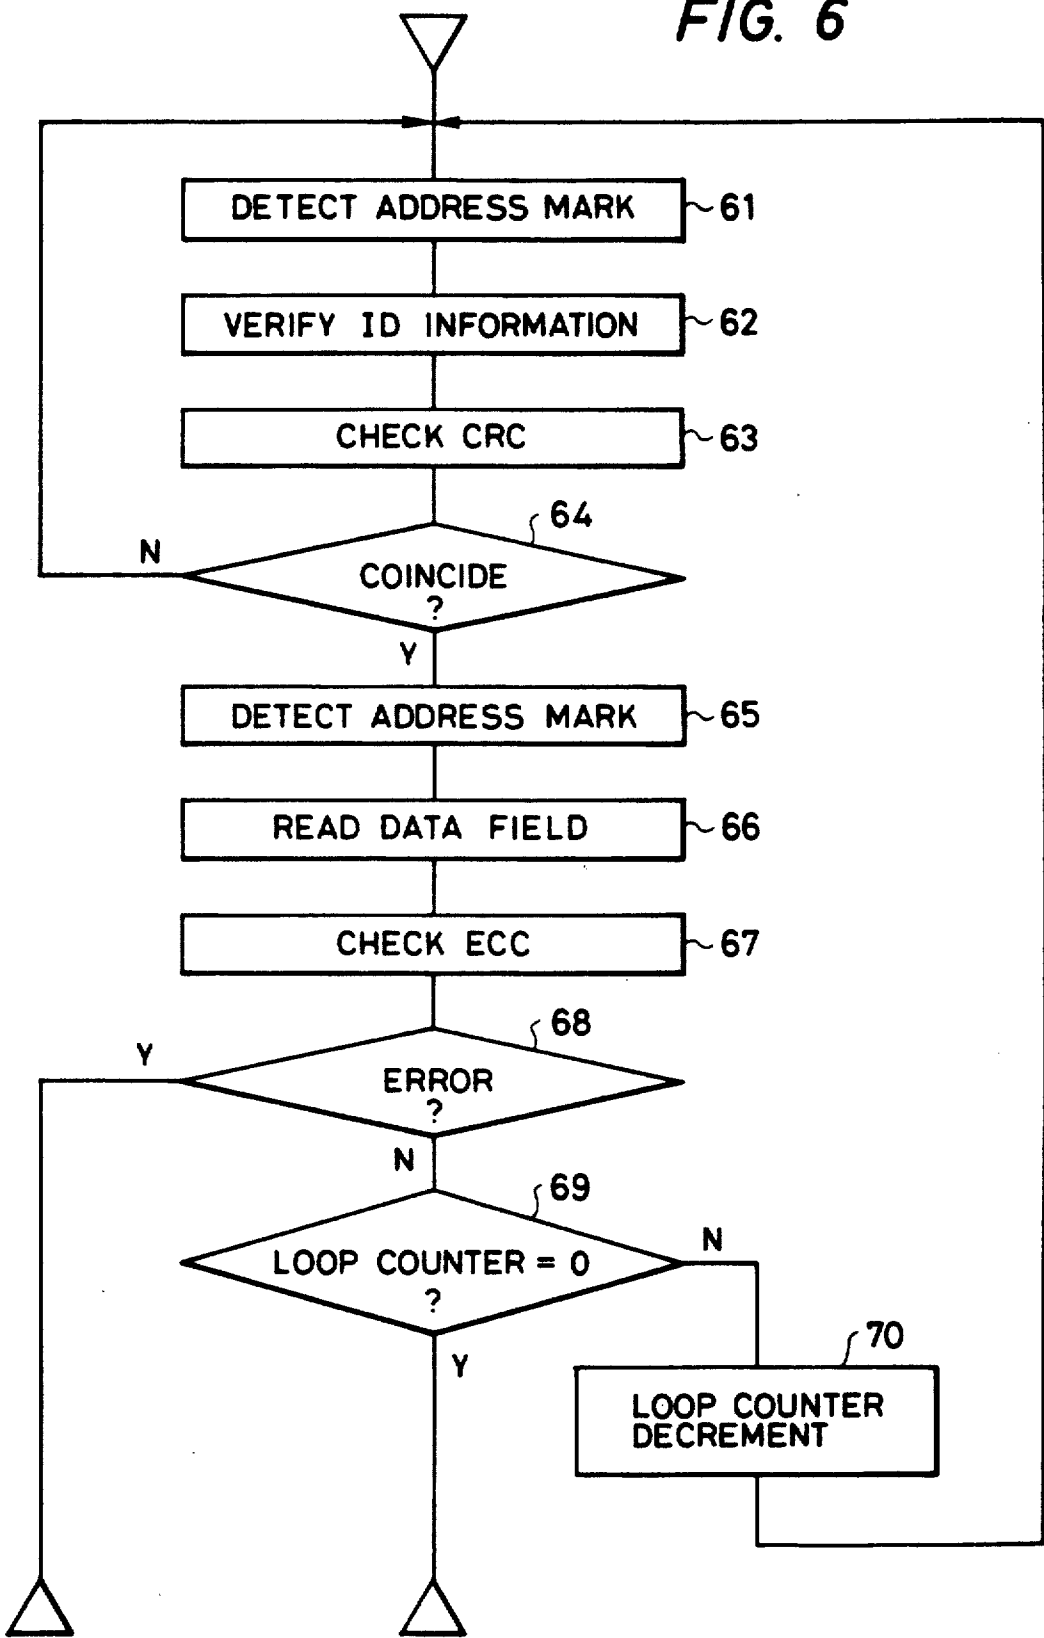 FIG. 6
DETECT ADDRESS MARK 61
VERIFY ID INFORMATION 62
CHECK CRC 63
64
N
COINCIDE
?
Y
DETECT ADDRESS MARK 65
READ DATA FIELD 66
CHECK ECC 67
68
Y
ERROR
?
N
69
N
LOOP COUNTER = 0
?
70
Y
LOOP COUNTER
DECREMENT